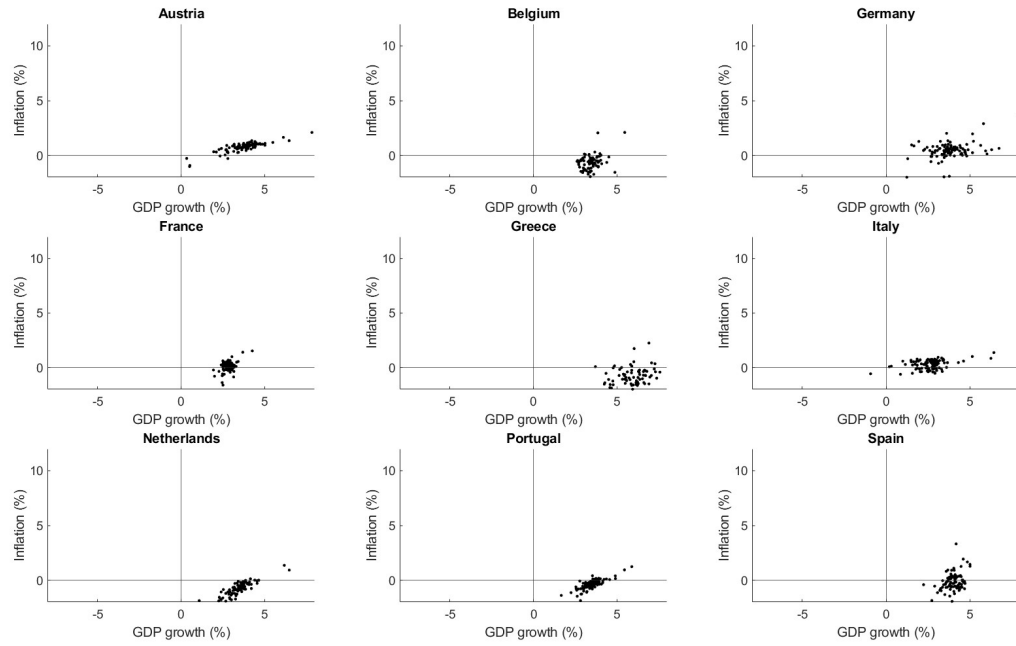 Austria
Belgium
Germany
Inflation (%)
10
5
0
-5
0
5
GDP growth (%)
Inflation (%)
10
5
0
-5
0
5
GDP growth (%)
Inflation (%)
10
5
0
-5
0
5
GDP growth (%)
France
Greece
Italy
Inflation (%)
10
5
0
-5
0
5
GDP growth (%)
Inflation (%)
10
5
0
-5
0
5
GDP growth (%)
Inflation (%)
10
5
0
-5
0
5
GDP growth (%)
Netherlands
Portugal
Spain
Inflation (%)
10
5
0
-5
0
5
GDP growth (%)
Inflation (%)
10
5
0
-5
0
5
GDP growth (%)
Inflation (%)
10
5
0
-5
0
5
GDP growth (%)